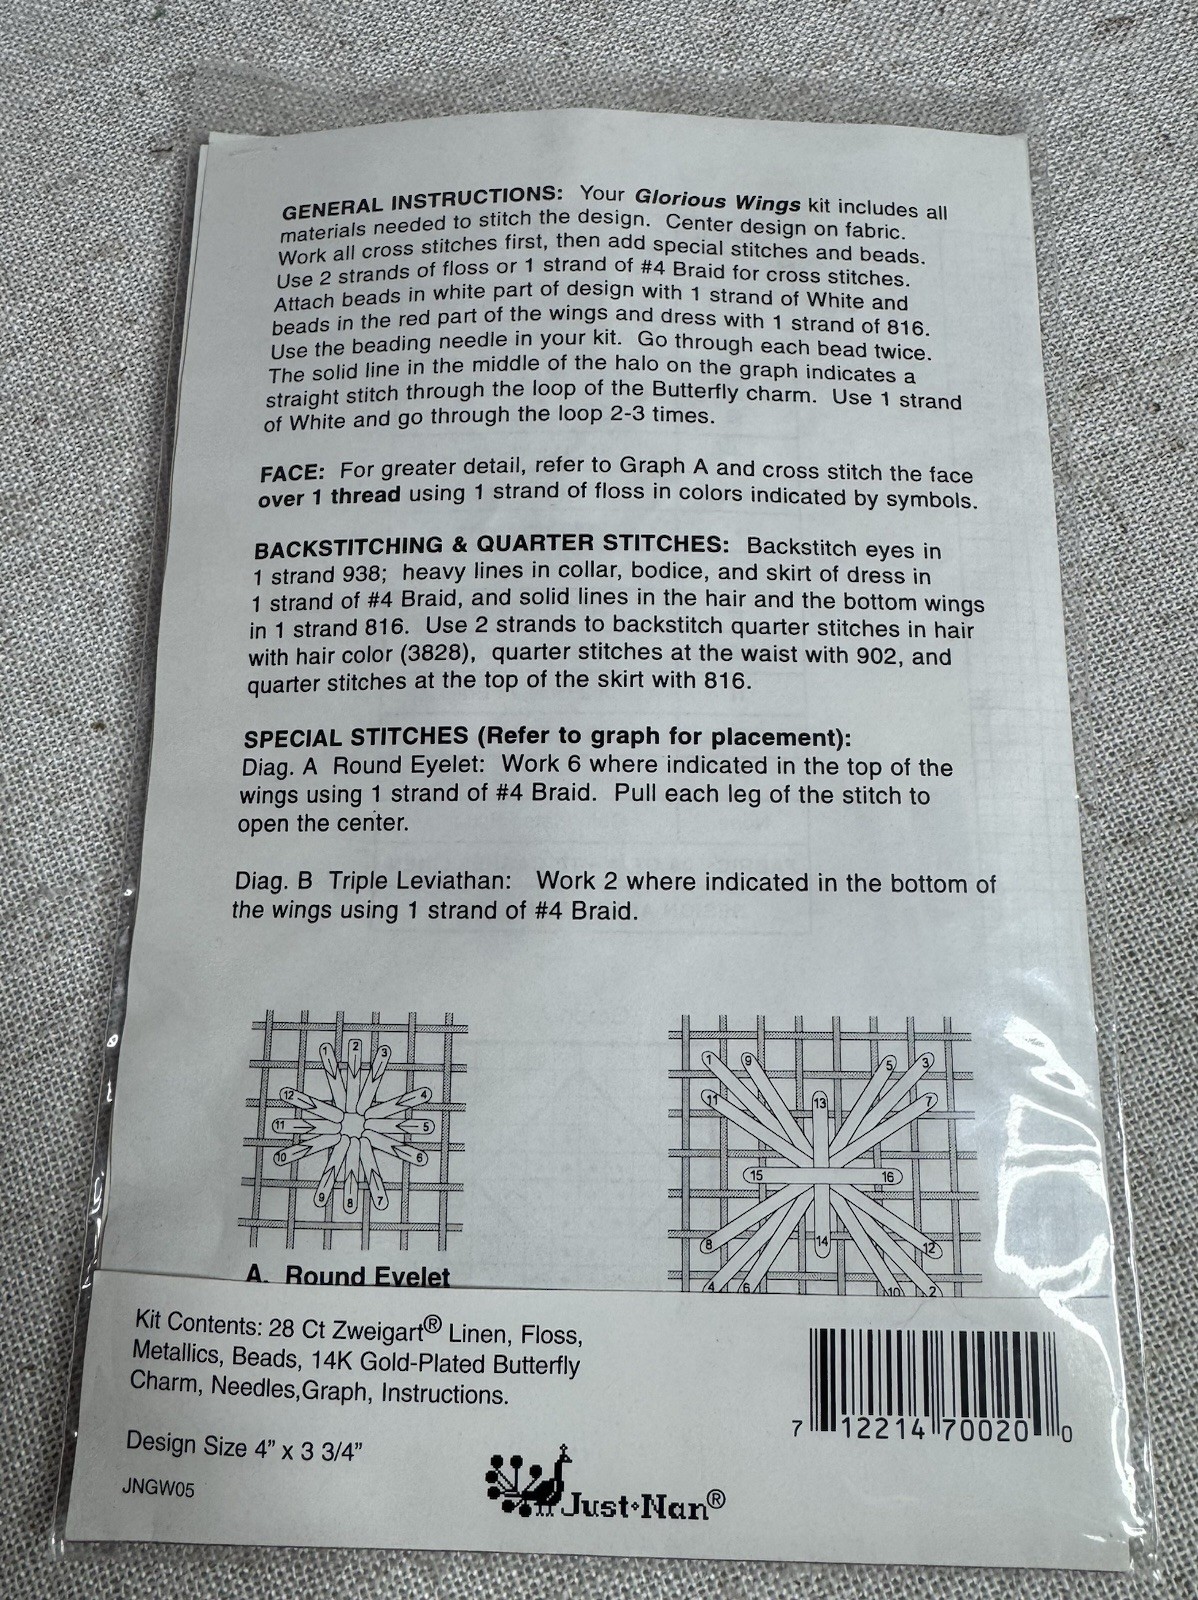 GENERAL INSTRUCTIONS: Your Glorious Wings kit includes all
materials needed to stitch the design. Center design on fabric.
Work all cross stitches first, then add special stitches and beads.
Use 2 strands of floss or 1 strand of #4 Braid for cross stitches.
Attach beads in white part of design with 1 strand of White and
beads in the red part of the wings and dress with 1 strand of 816.
Use the beading needle in your kit. Go through each bead twice.
The solid line in the middle of the halo on the graph indicates a
straight stitch through the loop of the Butterfly charm. Use 1 strand
of White and go through the loop 2-3 times.
FACE: For greater detail, refer to Graph A and cross stitch the face
over 1 thread using 1 strand of floss in colors indicated by symbols.
BACKSTITCHING & QUARTER STITCHES: Backstitch eyes in
1 strand 938; heavy lines in collar, bodice, and skirt of dress in
1 strand of #4 Braid, and solid lines in the hair and the bottom wings
in 1 strand 816. Use 2 strands to backstitch quarter stitches in hair
with hair color (3828), quarter stitches at the waist with 902, and
quarter stitches at the top of the skirt with 816.
SPECIAL STITCHES (Refer to graph for placement):
Diag. A Round Eyelet: Work 6 where indicated in the top of the
wings using 1 strand of #4 Braid. Pull each leg of the stitch to
open the center.
Diag. B Triple Leviathan: Work 2 where indicated in the bottom of
the wings using 1 strand of #4 Braid.
1 2 3
12 4
11 5
10 6
9 8 7
A. Round Eyelet
1 9 5 3
11 13 7
15 16
8 14 12
4 6 10 2
Kit Contents: 28 Ct Zweigart® Linen, Floss,
Metallics, Beads, 14K Gold-Plated Butterfly
Charm, Needles,Graph, Instructions.
Design Size 4" x 3 3/4"
JNGW05
Just•Nan®
7 12214 70020 0